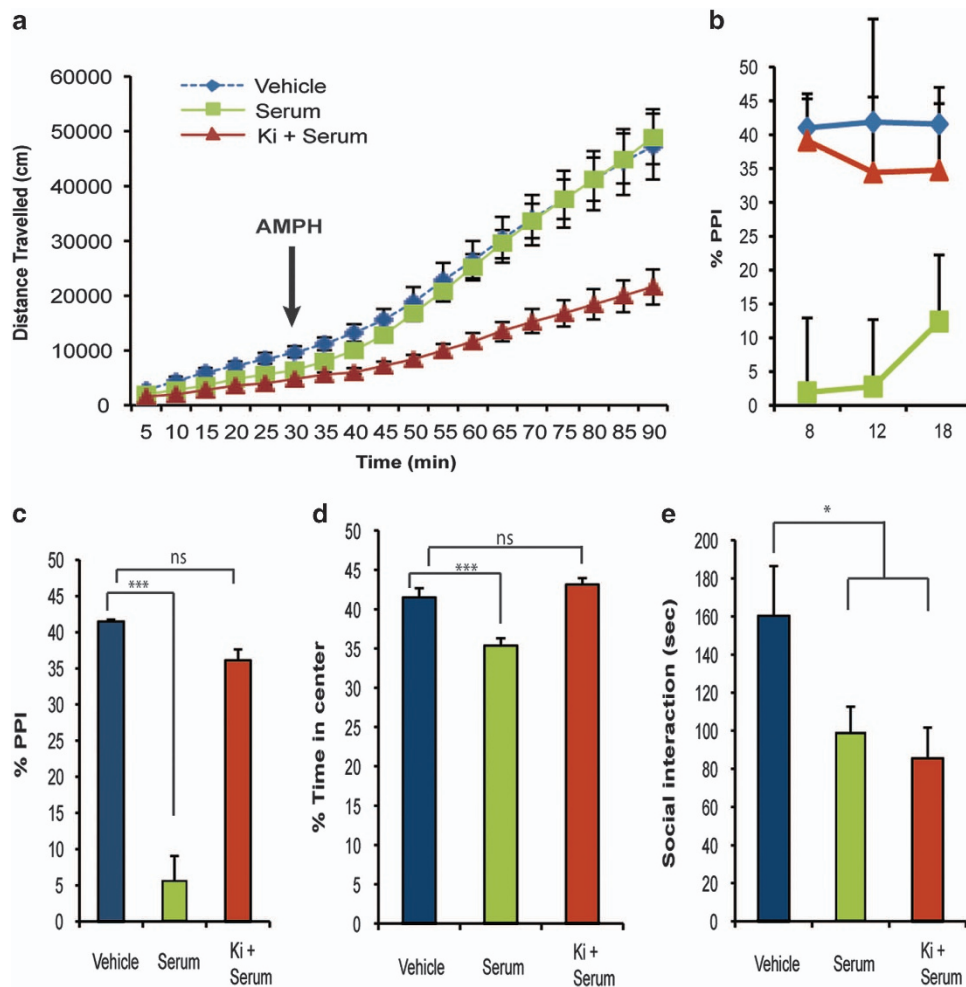 a
60000
50000
40000
30000
20000
10000
0
Distance Travelled (cm)
Vehicle
Serum
Ki + Serum
AMPH
5 10 15 20 25 30 35 40 45 50 55 60 65 70 75 80 85 90
Time (min)
b
50
45
40
35
30
25
20
15
10
5
0
% PPI
8 12 18
c
50
45
40
35
30
25
20
15
10
5
0
% PPI
ns
***
Vehicle Serum Ki +
Serum
d
50
45
40
35
30
25
20
15
10
5
0
% Time in center
ns
***
Vehicle Serum Ki +
Serum
e
200
180
160
140
120
100
80
60
40
20
0
Social interaction (sec)
*
Vehicle Serum Ki +
Serum